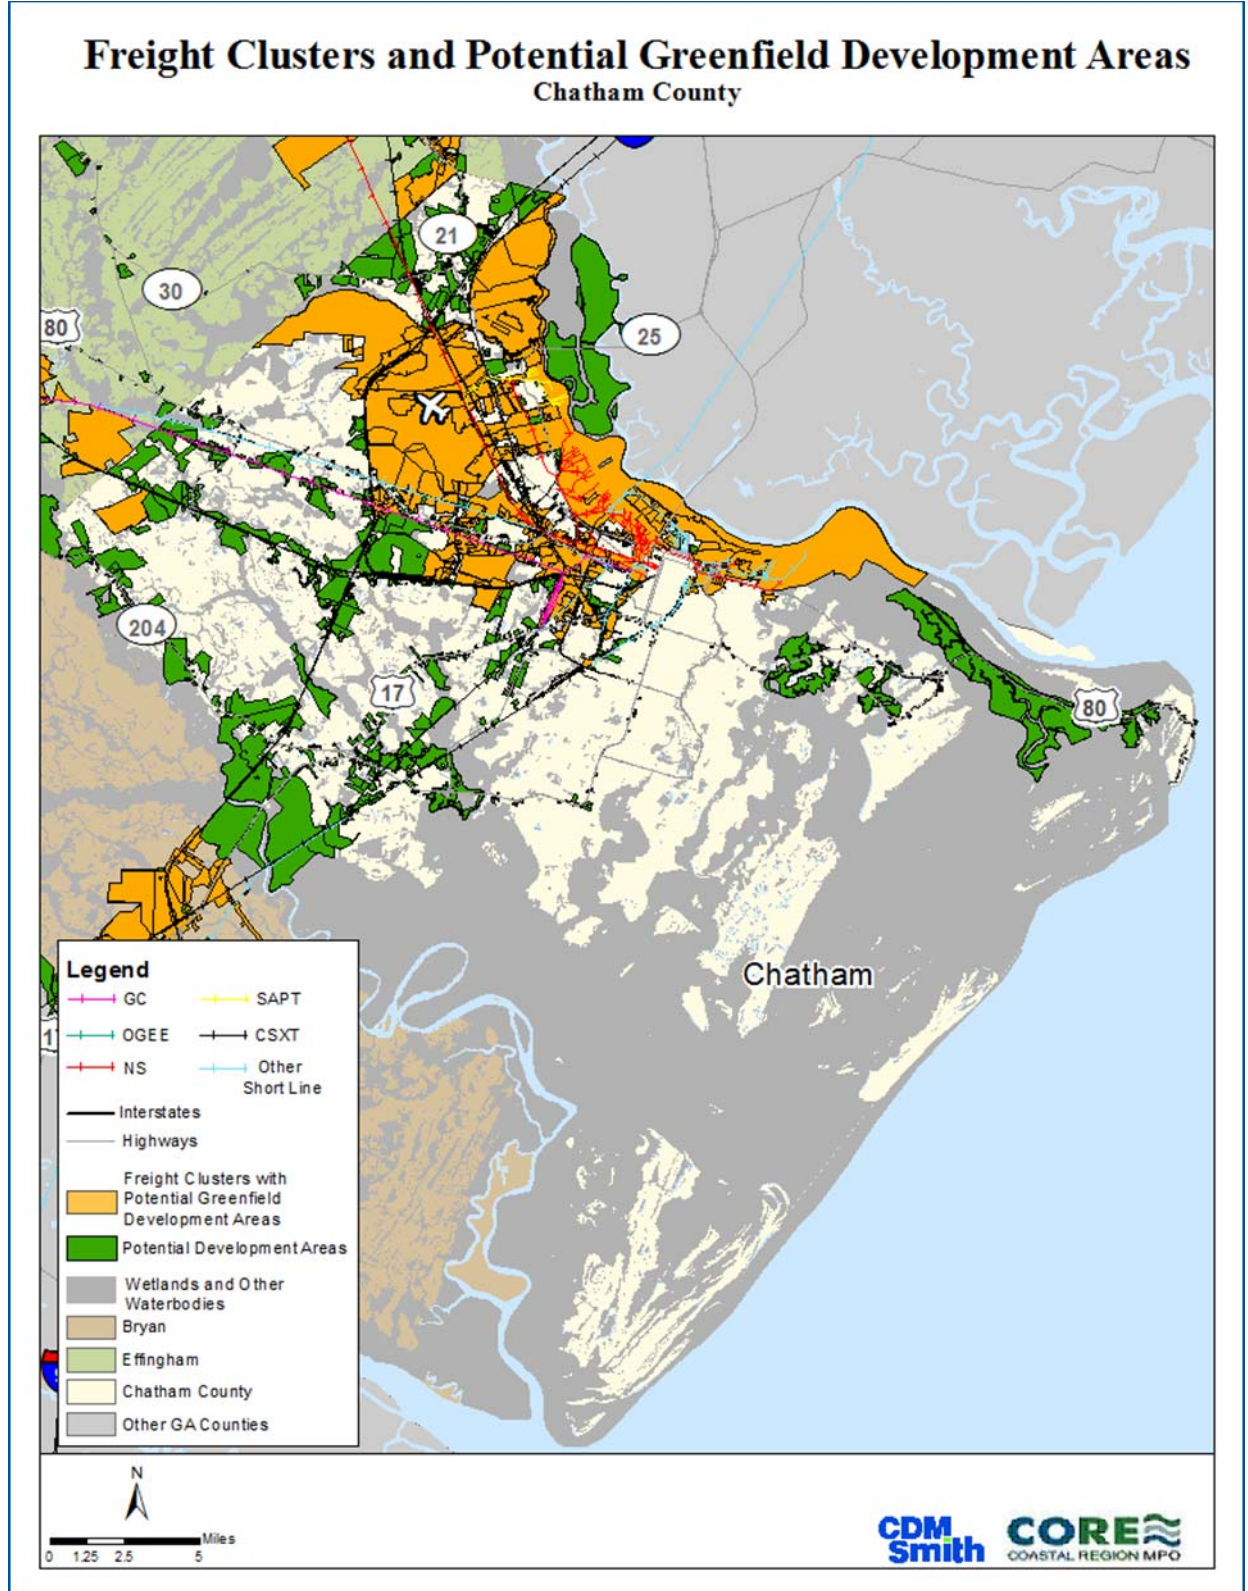 Freight Clusters and Potential Greenfield Development Areas
Chatham County
21
30
80
25
204
17
80
Chatham
Legend
GC
SAPT
OGEE
CSXT
NS
Other
Short Line
Interstates
Highways
Freight Clusters with
Potential Greenfield
Development Areas
Potential Development Areas
Wetlands and Other
Waterbodies
Bryan
Effingham
Chatham County
Other GA Counties
N
Miles
0 1.25 2.5 5
CDM
Smith
CORE
COASTAL REGION MPO